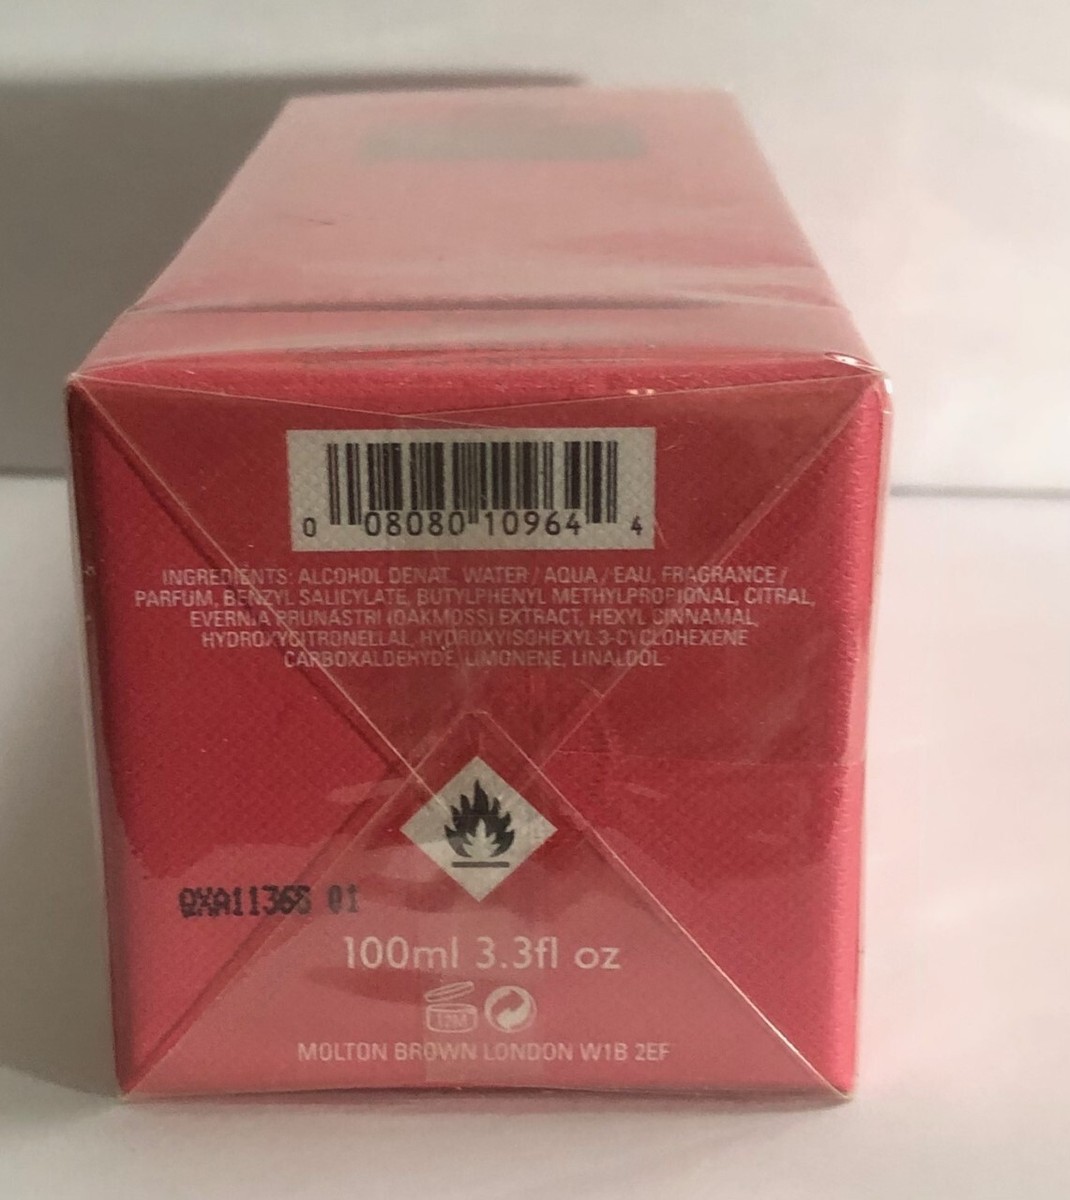 0 08080 10964 4
INGREDIENTS: ALCOHOL DENAT. WATER / AQUA / EAU, FRAGRANCE /
PARFUM, BENZYL SALICYLATE, BUTYLPHENYL METHYLPROPIONAL, CITRAL,
EVERNIA PRUNASTRI (OAKMOSS) EXTRACT, HEXYL CINNAMAL,
HYDROXYCITRONELLAL, HYDROXYISOHEXYL 3-CYCLOHEXENE
CARBOXALDEHYDE, LIMONENE, LINALOOL
01
100ml 3.3fl oz
12M
MOLTON BROWN LONDON W1B 2EF